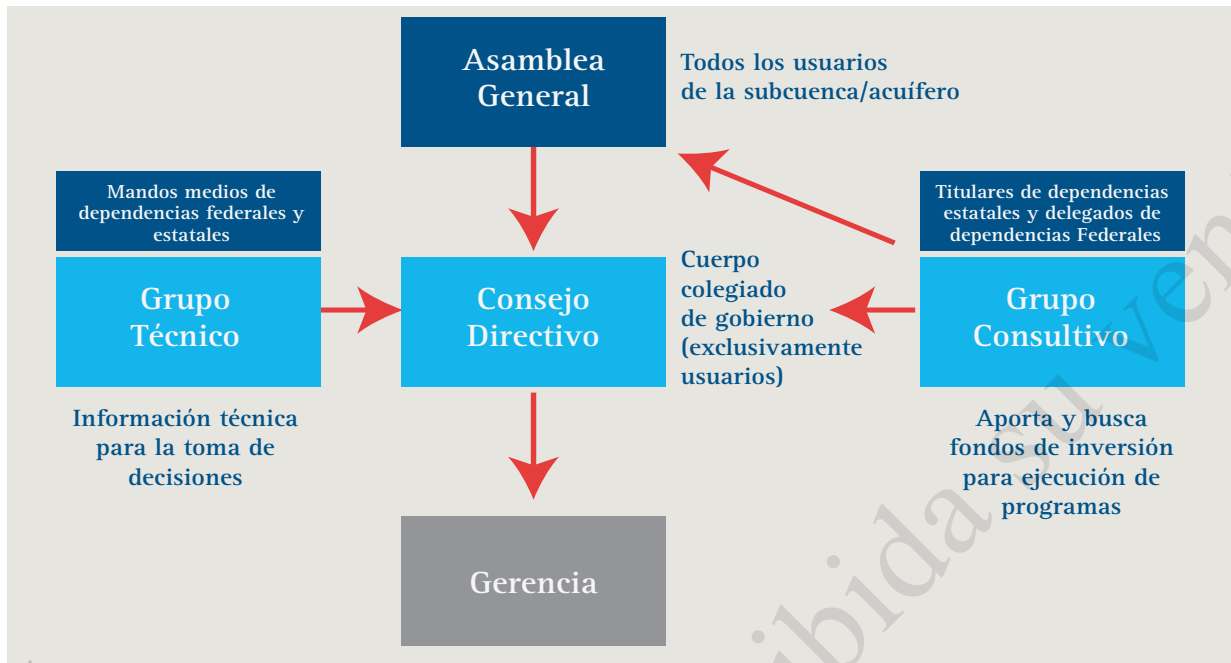 Asamblea
General
Todos los usuarios
de la subcuenca/acuífero
Mandos medios de
dependencias federales y
estatales
Grupo
Técnico
Información técnica
para la toma de
decisiones
Consejo
Directivo
Cuerpo
colegiado
de gobierno
(exclusivamente
usuarios)
Titulares de dependencias
estatales y delegados de
dependencias Federales
Grupo
Consultivo
Aporta y busca
fondos de inversión
para ejecución de
programas
Gerencia
su